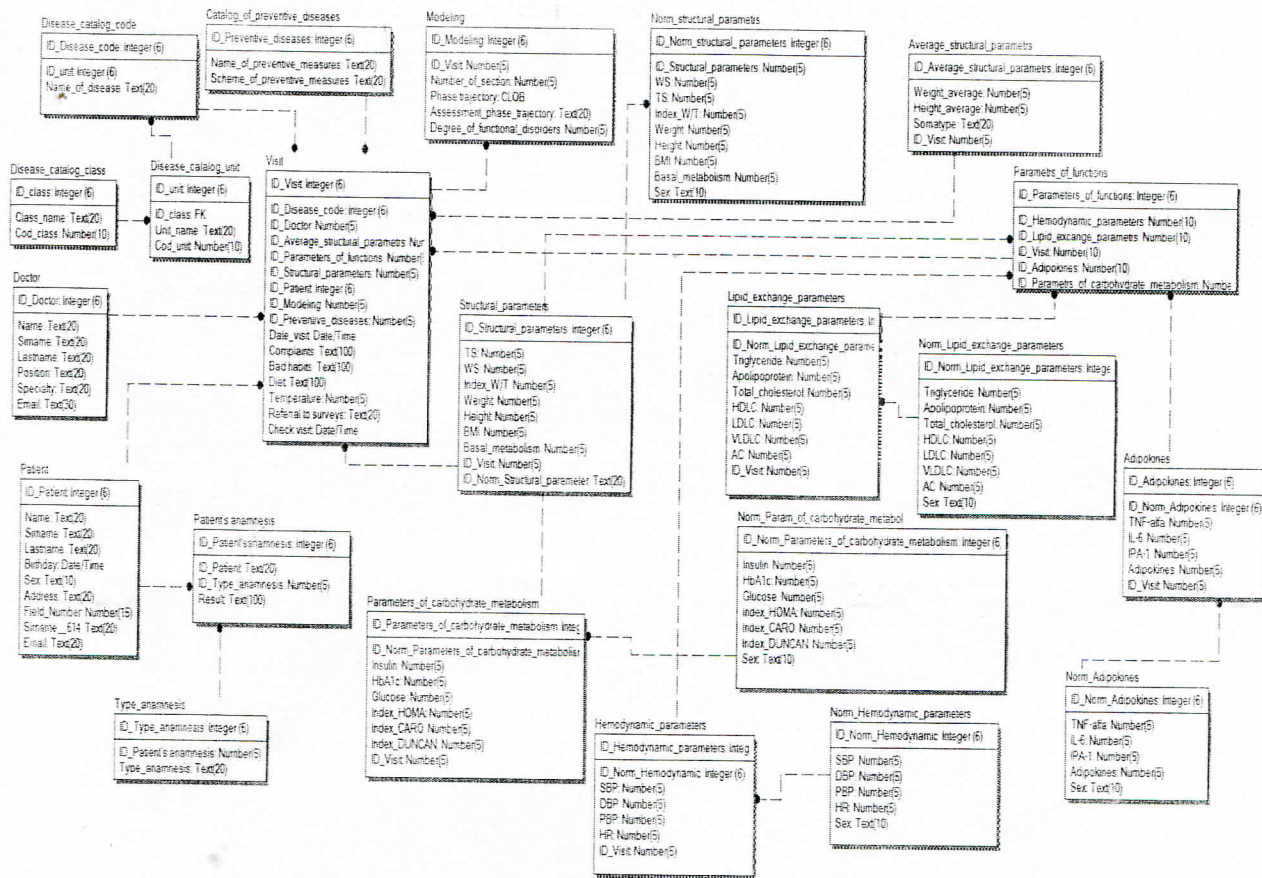 Disease_catalog_code
ID_Disease_code: Integer(6)
ID_unit Integer(6)
Name_of_disease Text(20)
Catalog_of_preventive_diseases
ID_Preventive_diseases: Integer(6)
Name_of_preventive_measures: Text(20)
Scheme_of_preventive_measures: Text(20)
Modeling
ID_Modeling Integer(6)
ID_Visit Number(5)
Number_of_section: Number(5)
Phase trajectory: CLOB
Assessment_phase_trajectory: Text(20)
Degree_of_functional_disorders Number(5)
Norm_structural_parametrs
ID_Norm_structural_parameters Integer(6)
ID_Structural_parameters Number(5)
WS: Number(5)
TS: Number(5)
Index_W/T: Number(5)
Weight: Number(5)
Height: Number(5)
BMI: Number(5)
Basal_metabolism Number(5)
Sex Text(10)
Average_structural_parametrs
ID_Average_structural_parametrs integer(6)
Weight_average: Number(5)
Height_average: Number(5)
Somatype Text(20)
ID_Visit Number(5)
Disease_catalog_class
ID_class: Integer(6)
Class_name: Text(20)
Cod_class: Number(10)
Disease_catalog_unit
ID_unit: Integer(6)
ID_class: FK
Unit_name: Text(20)
Cod_unit: Number(10)
Visit
ID_Visit Integer(6)
ID_Disease_code: Integer(6)
ID_Doctor Number(5)
ID_Average_structural_parametrs Num
ID_Parameters_of_functions Number(
ID_Structural_parameters: Number(5)
ID_Patient Integer(6)
ID_Modeling: Number(5)
ID_Preventive_diseases: Number(5)
Date_visit Date/Time
Complaints: Text(100)
Bad habits: Text(100)
Diet: Text(100)
Temperature: Number(5)
Referral to surveys: Text(20)
Check visit: Date/Time
Parametrs_of_functions
ID_Parameters_of_functions: Integer(6)
ID_Hemodynamic_parameters: Number(10)
ID_Lipid_excange_parametrs Number(10)
ID_Visit: Number(10)
ID_Adipokines: Number(10)
ID_Parametrs_of_carbohydrate_metabolism: Numbe
Doctor
ID_Doctor: Integer(6)
Name: Text(20)
Sirname: Text(20)
Lastname: Text(20)
Position: Text(20)
Specialty: Text(20)
Email: Text(30)
Structural_parameters
ID_Structural_parameters Integer(6)
TS: Number(5)
WS: Number(5)
Index_W/T: Number(5)
Weight: Number(5)
Height: Number(5)
BMI: Number(5)
Basal_metabolism: Number(5)
ID_Visit: Number(5)
ID_Norm_Structural_parameter Text(20)
Lipid_exchange_parameters
ID_Lipid_exchange_parameters: In
ID_Norm_Lipid_exchange_parame
Triglyceride: Number(5)
Apolipoprotein: Number(5)
Total_cholesterol: Number(5)
HDLC: Number(5)
LDLC: Number(5)
VLDLC: Number(5)
AC: Number(5)
ID_Visit Number(5)
Norm_Lipid_exchange_parameters
ID_Norm_Lipid_exchange_parameters: Intege
Triglyceride: Number(5)
Apolipoprotein: Number(5)
Total_cholesterol: Number(5)
HDLC: Number(5)
LDLC: Number(5)
VLDLC: Number(5)
AC: Number(5)
Sex Text(10)
Adipokines
ID_Adipokines: Integer(6)
ID_Norm_Adipokines: Integer(6)
TNF-alfa: Number(5)
IL-6: Number(5)
IPA-1: Number(5)
Adipokines Number(5)
ID_Visit Number(5)
Patient
ID_Patient Integer(6)
Name: Text(20)
Sirname: Text(20)
Lastname: Text(20)
Birthday: Date/Time
Sex: Text(10)
Address: Text(20)
Field_Number Number(15)
Sirname__614: Text(20)
Email: Text(20)
Patient's anamnesis
ID_Patient's anamnesis: Integer(6)
ID_Patient: Text(20)
ID_Type_anamnesis: Number(5)
Result: Text(100)
Type_anamnesis
ID_Type_anamnesis Integer(6)
ID_Patient's anamnesis: Number(5)
Type_anamnesis: Text(20)
Parameters_of_carbohydrate_metabolism
ID_Parameters_of_carbohydrate_metabolism Integ
ID_Norm_Parameters_of_carbohydrate_metabolism
Insulin: Number(5)
HbA1c: Number(5)
Glucose: Number(5)
Index_HOMA: Number(5)
Index_CARO: Number(5)
Index_DUNCAN: Number(5)
ID_Visit: Number(5)
Norm_Param_of_carbohydrate_metabol
ID_Norm_Parameters_of_carbohydrate_metabolism: Integer(6
Insulin: Number(5)
HbA1c: Number(5)
Glucose: Number(5)
Index_HOMA: Number(5)
Index_CARO: Number(5)
Index_DUNCAN: Number(5)
Sex: Text(10)
Hemodynamic_parameters
ID_Hemodynamic_parameters Integ
ID_Norm_Hemodynamic Integer(6)
SBP: Number(5)
DBP: Number(5)
PBP: Number(5)
HR: Number(5)
ID_Visit: Number(5)
Norm_Hemodynamic_parameters
ID_Norm_Hemodynamic Integer(6)
SBP: Number(5)
DBP: Number(5)
PBP: Number(5)
HR: Number(5)
Sex: Text(10)
Norm_Adipokines
ID_Norm_Adipokines: Integer(6)
TNF-alfa: Number(5)
IL-6: Number(5)
IPA-1: Number(5)
Adipokines: Number(5)
Sex: Text(10)